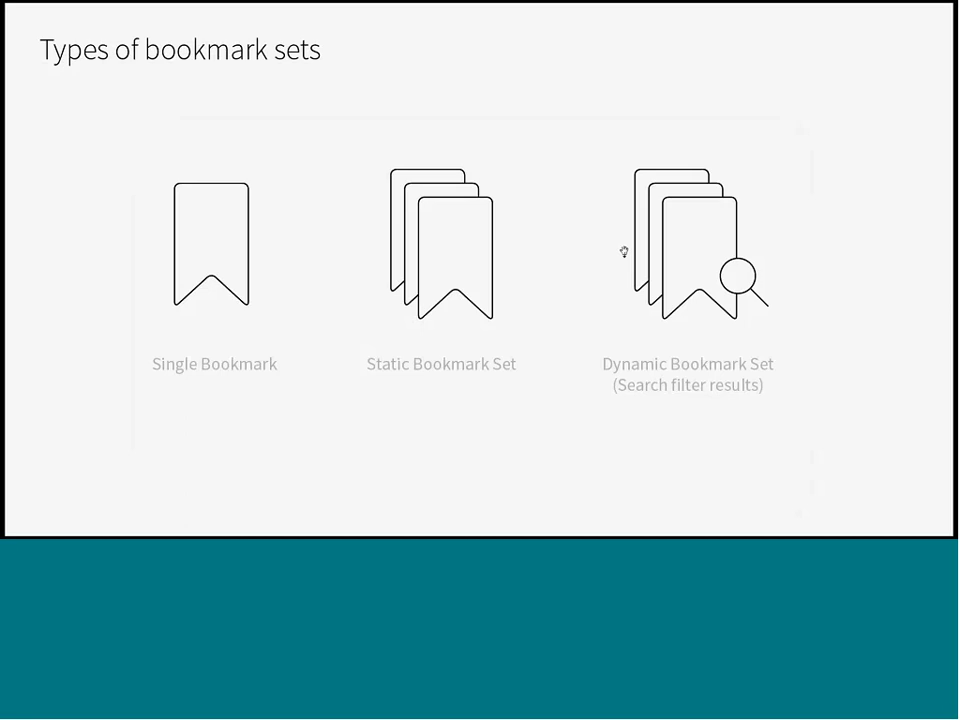 Types of bookmark sets
Single Bookmark
Static Bookmark Set
Dynamic Bookmark Set
(Search filter results)